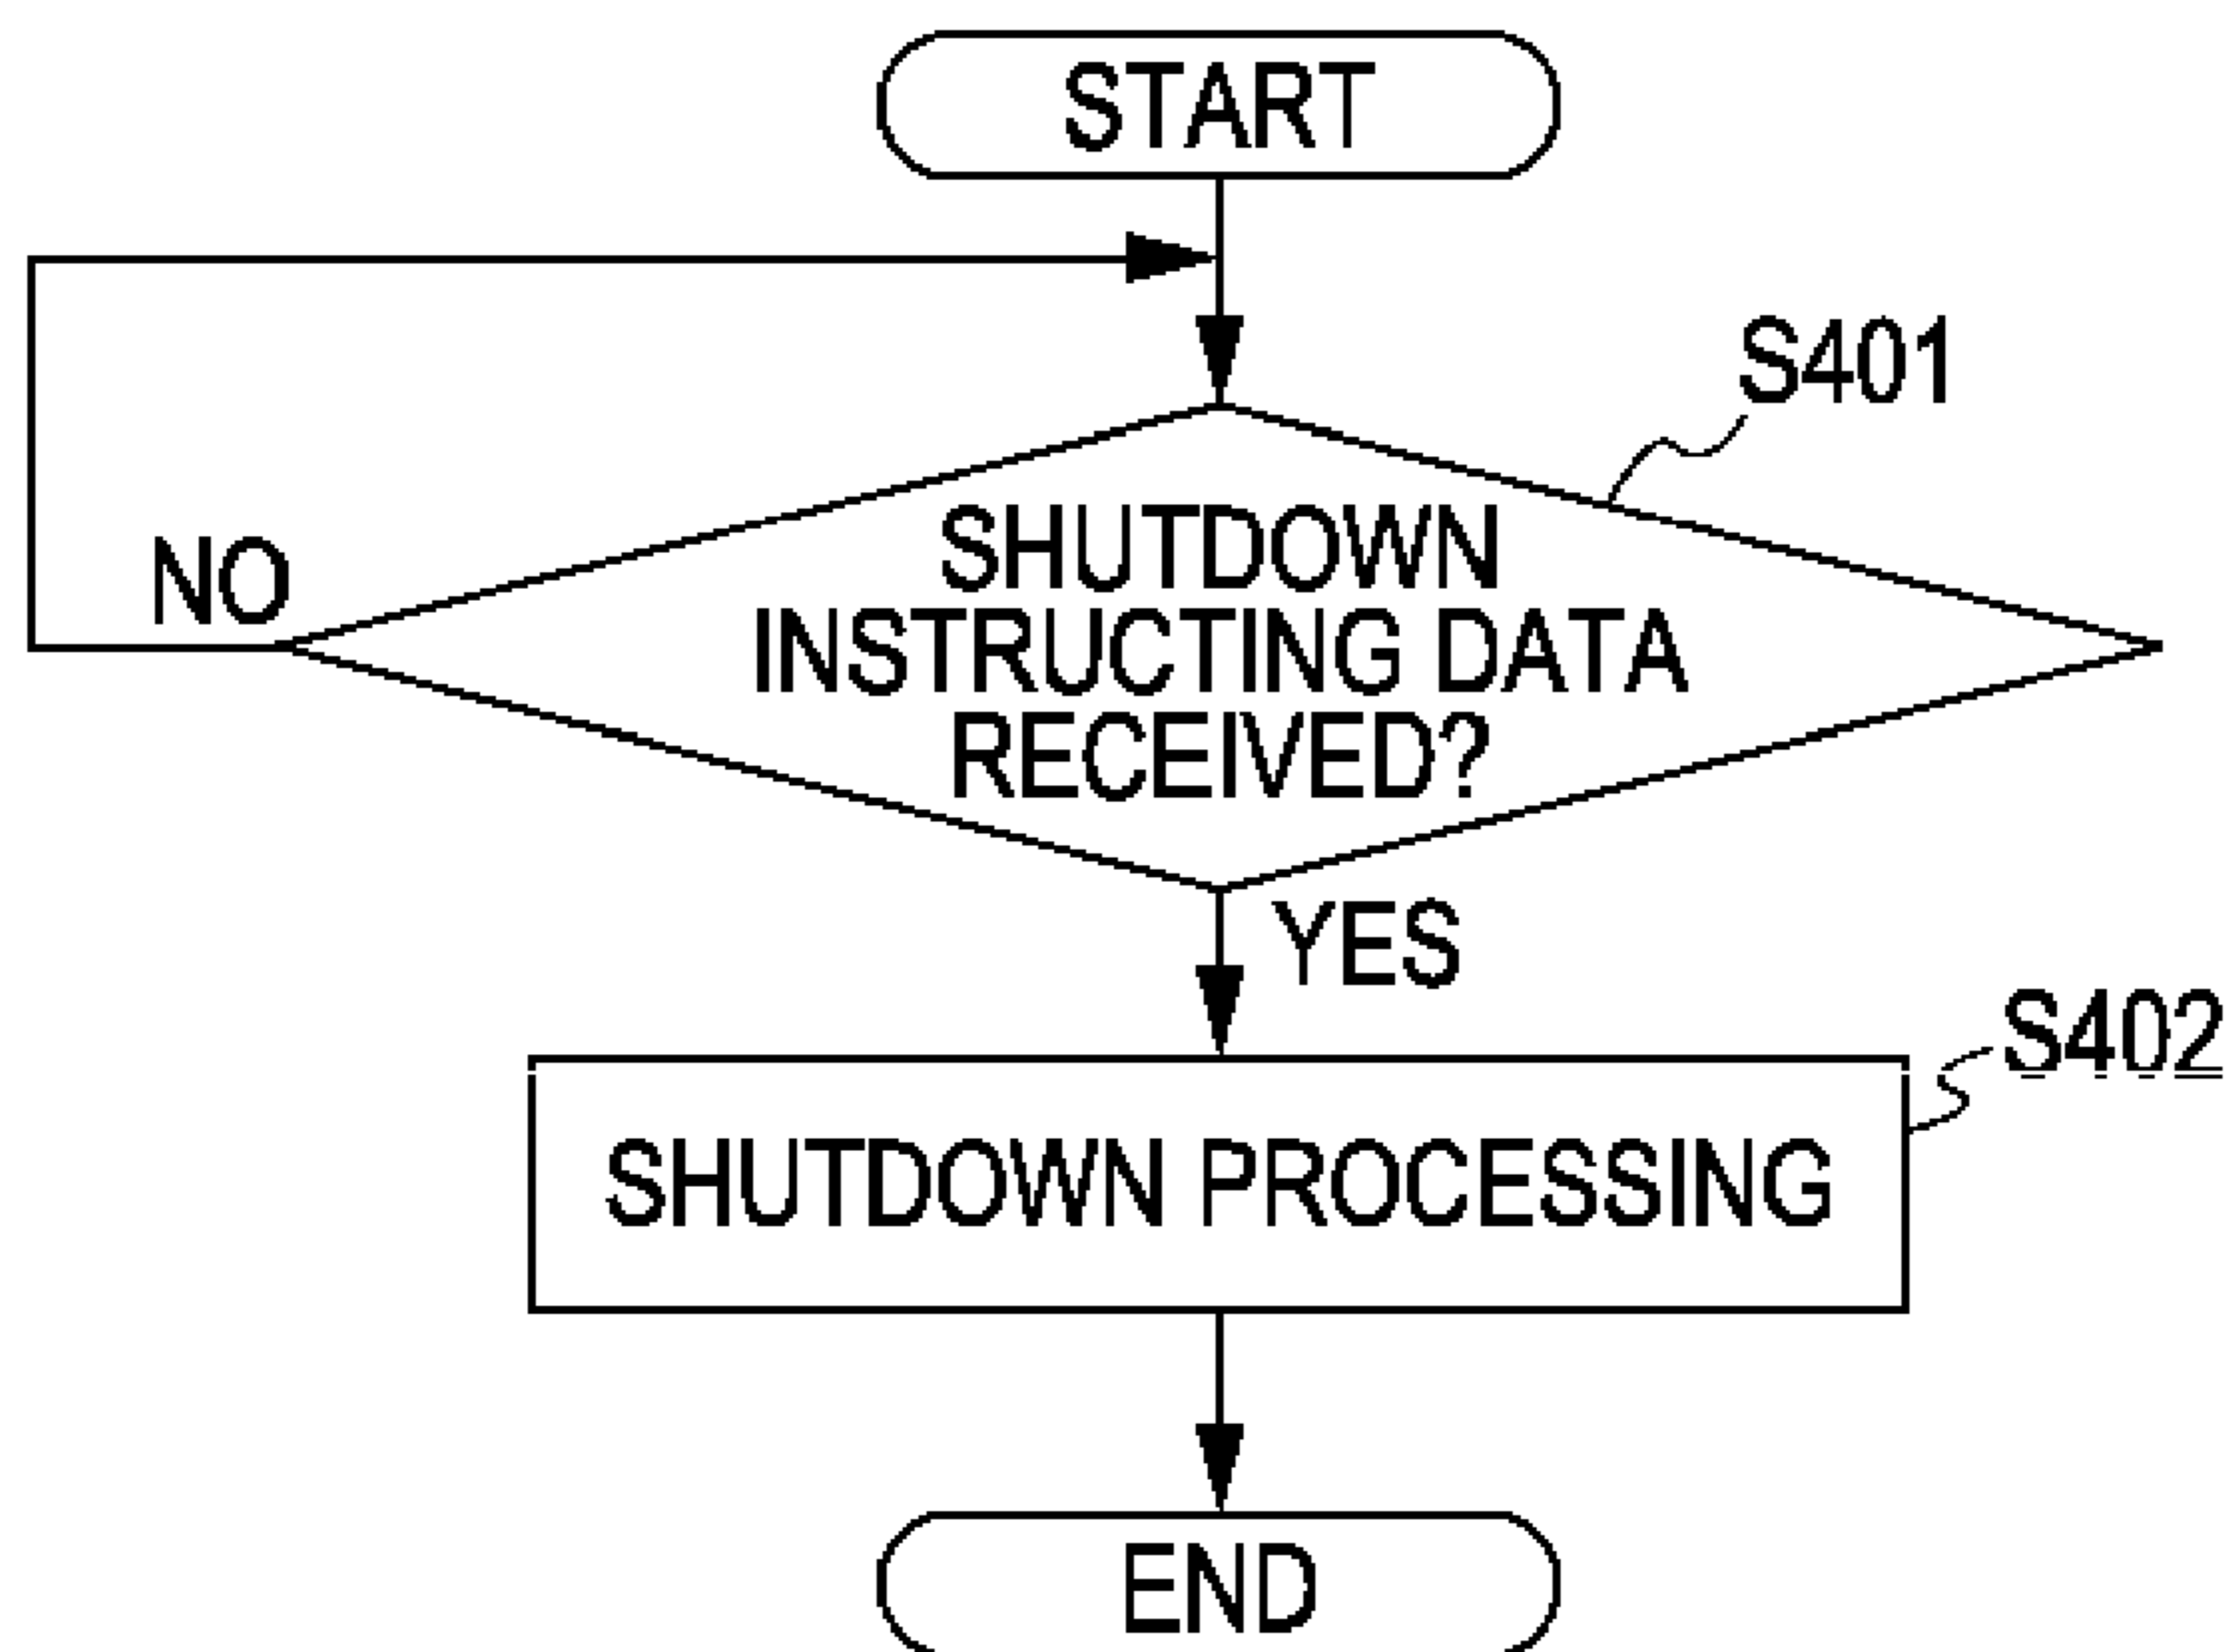 START
S401
SHUTDOWN
INSTRUCTING DATA
RECEIVED?
NO
YES
S402
SHUTDOWN PROCESSING
END